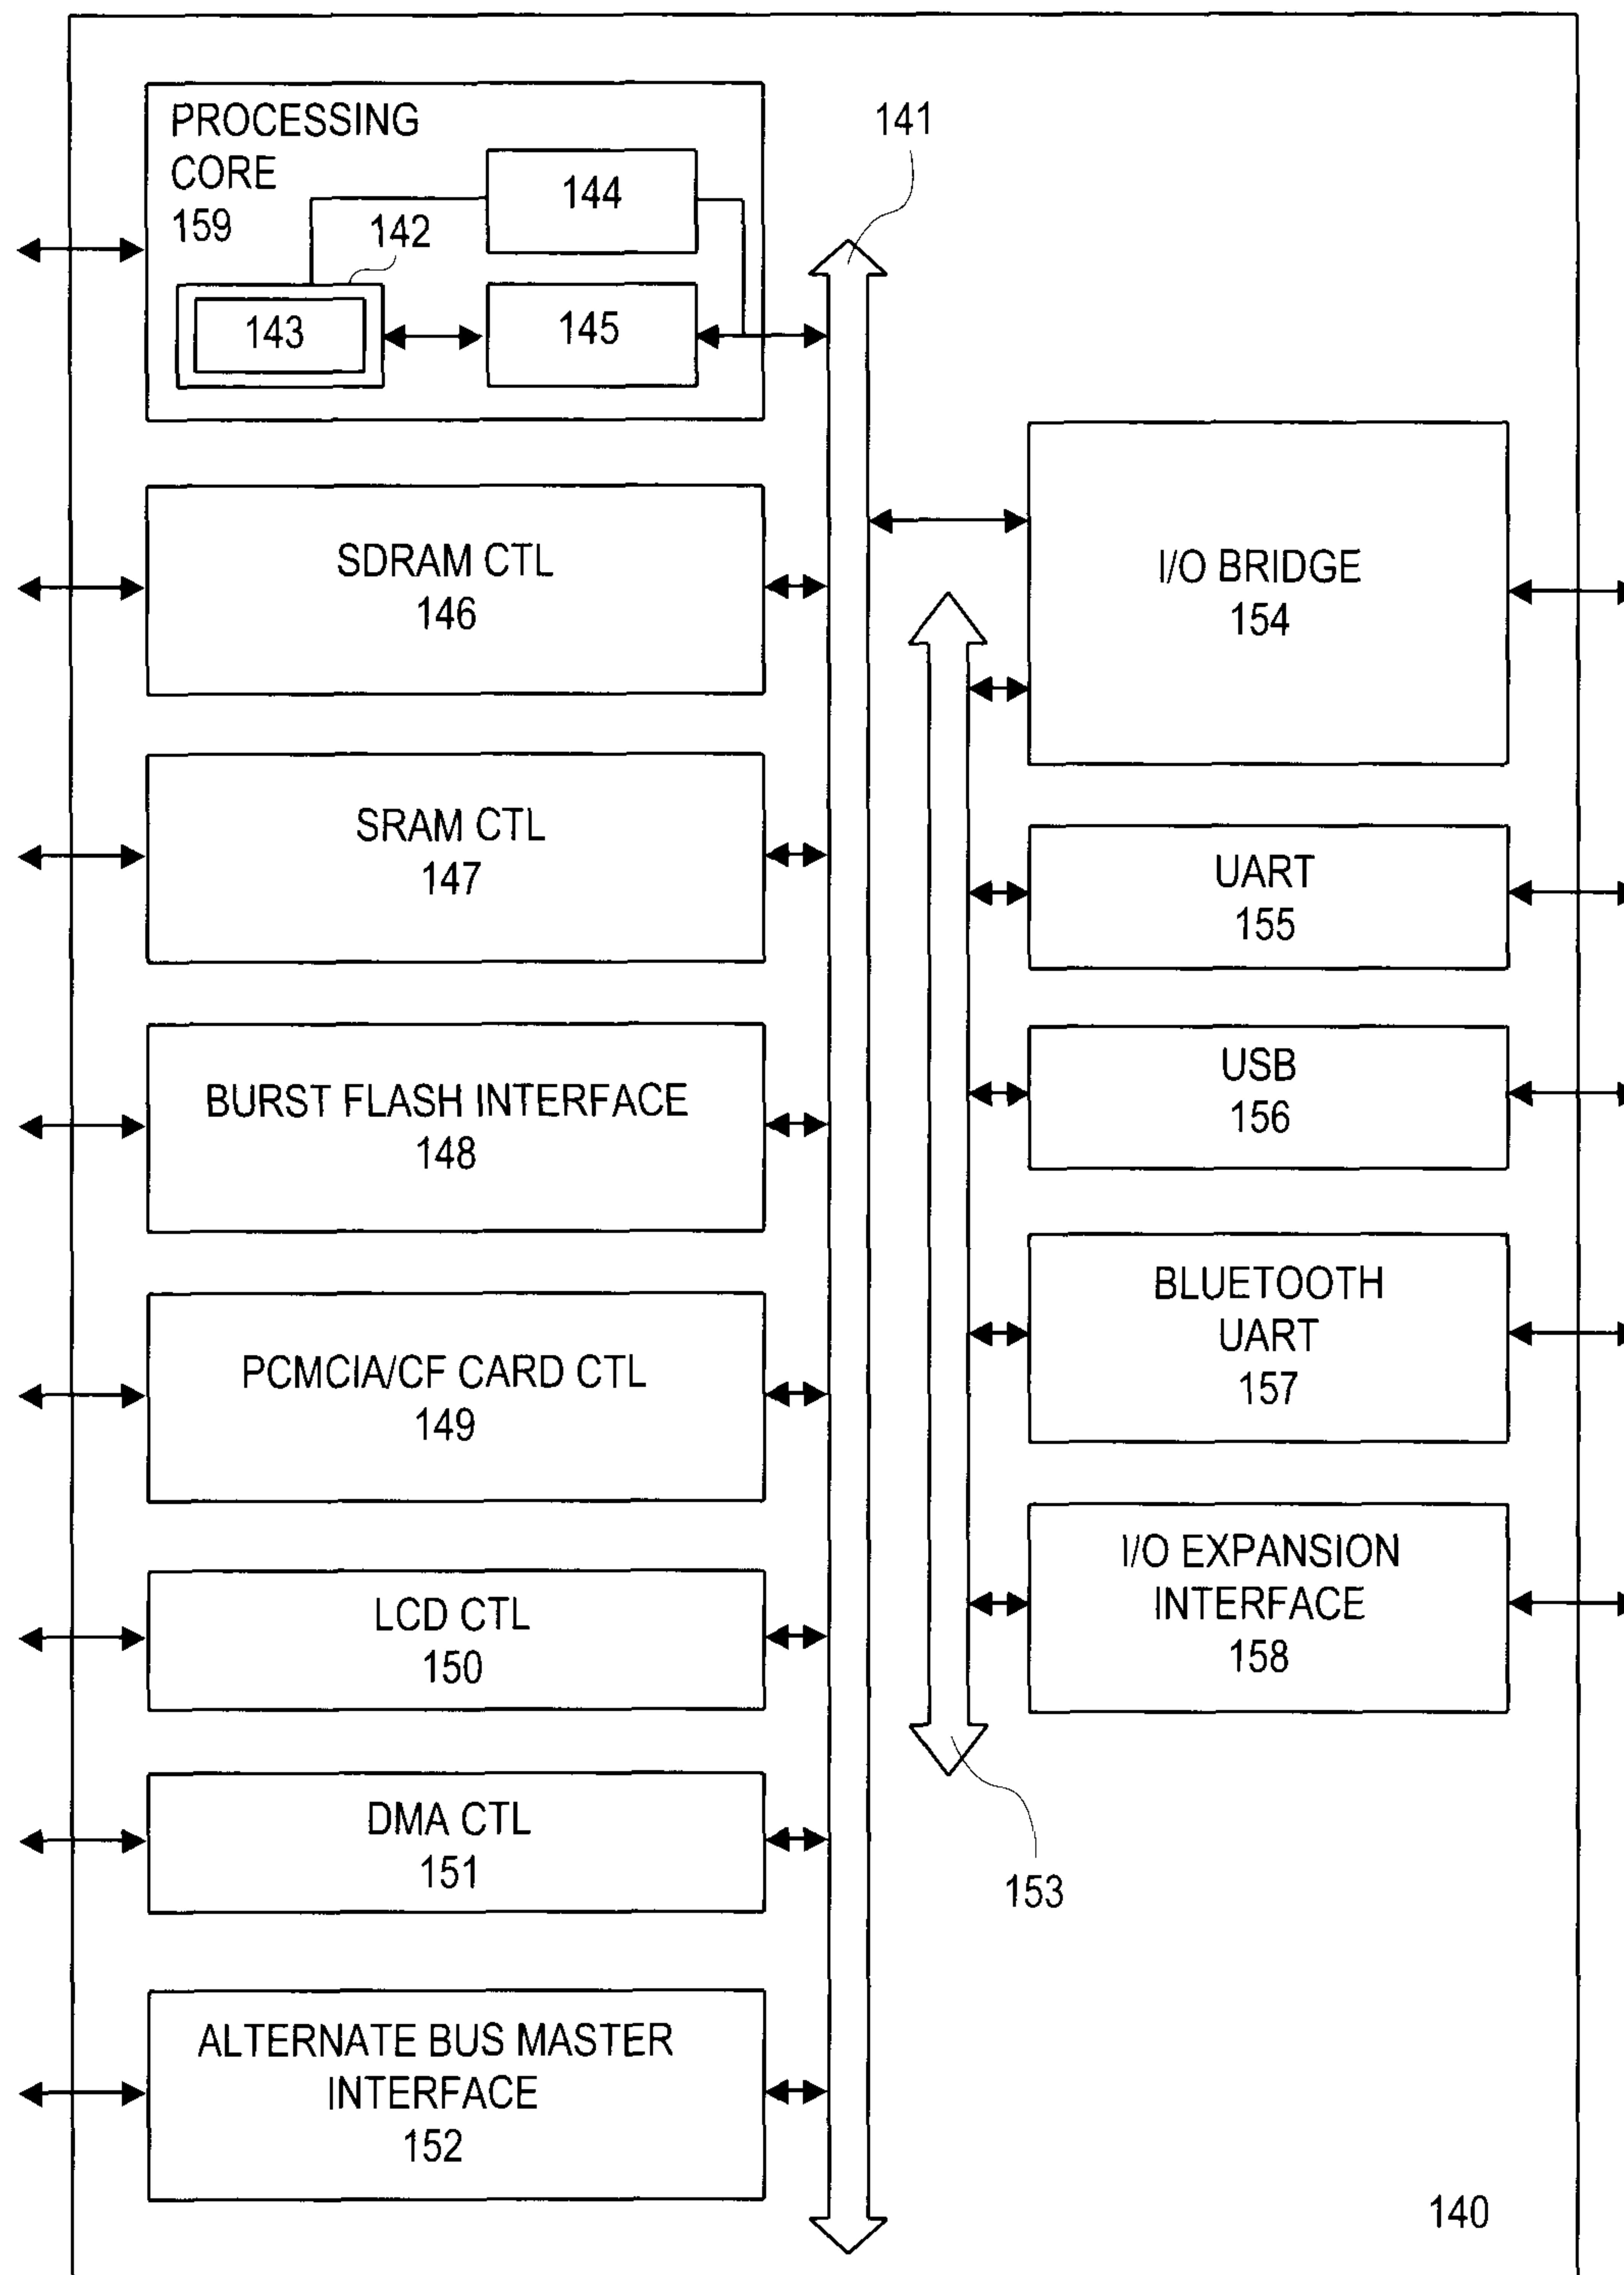 PROCESSING
CORE
159
142
144
143
145
141
SDRAM CTL
146
SRAM CTL
147
BURST FLASH INTERFACE
148
PCMCIA/CF CARD CTL
149
LCD CTL
150
DMA CTL
151
ALTERNATE BUS MASTER
INTERFACE
152
I/O BRIDGE
154
UART
155
USB
156
BLUETOOTH
UART
157
I/O EXPANSION
INTERFACE
158
153
140